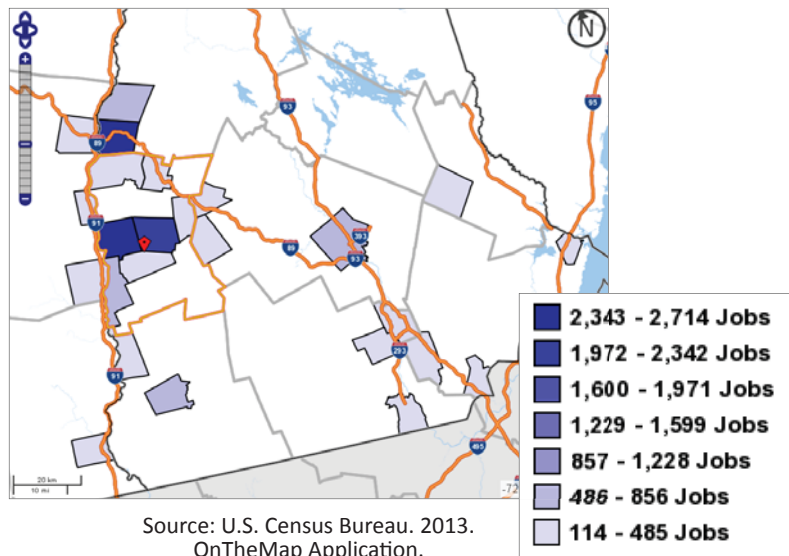 N
93
95
89
91
393
89
93
293
91
495
20 km
10 mi
-72
2,343 - 2,714 Jobs
1,972 - 2,342 Jobs
1,600 - 1,971 Jobs
1,229 - 1,599 Jobs
857 - 1,228 Jobs
486 - 856 Jobs
114 - 485 Jobs
Source: U.S. Census Bureau. 2013.
OnTheMap Application.